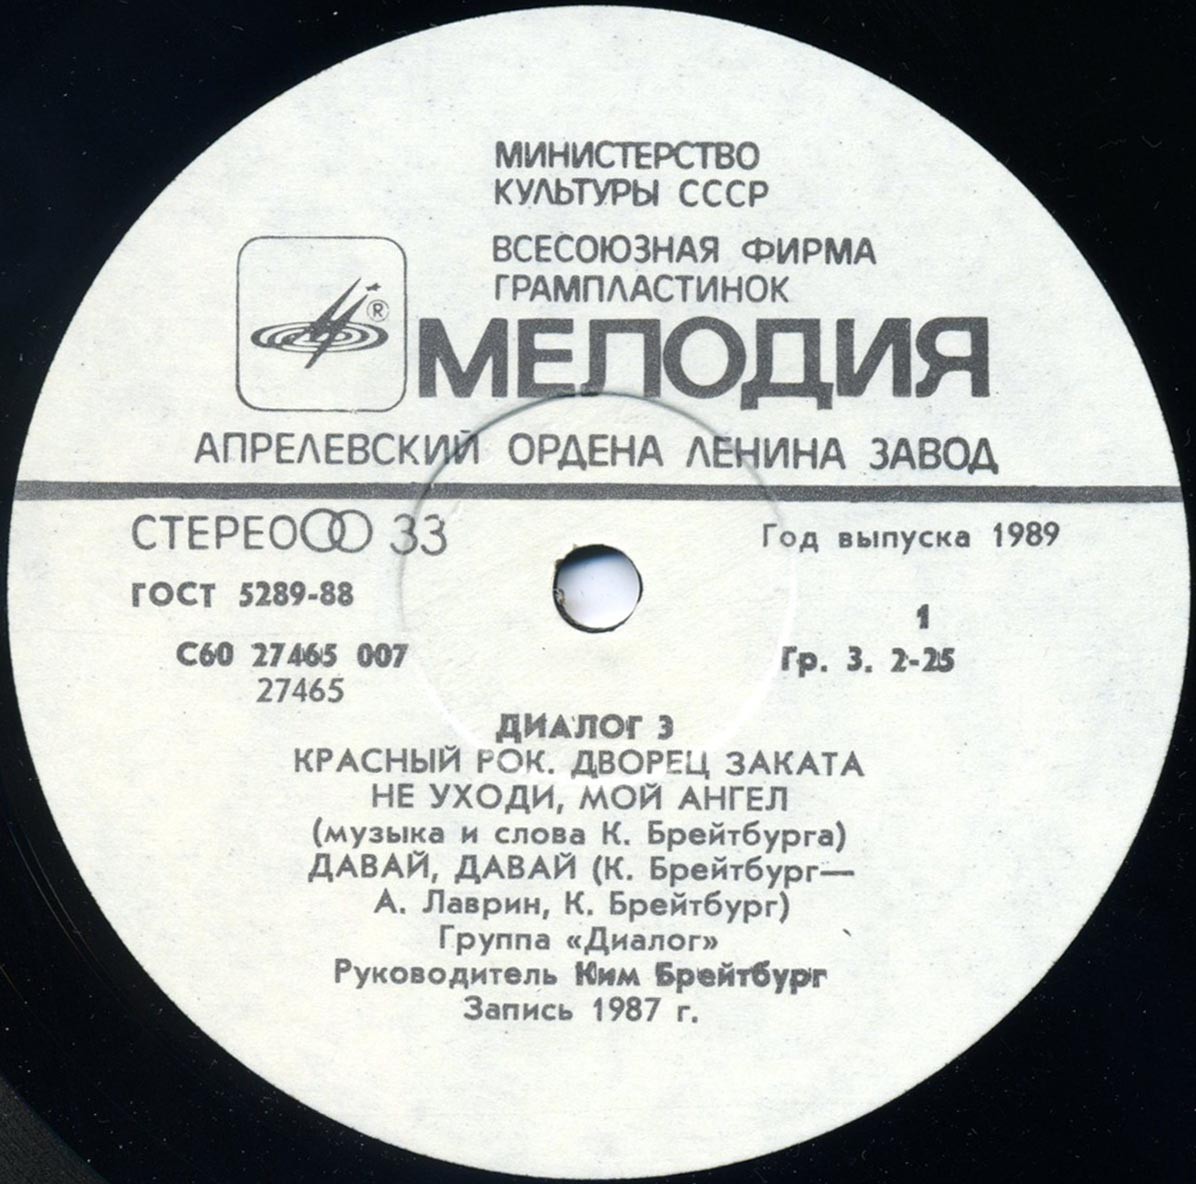 МИНИСТЕРСТВО
КУЛЬТУРЫ СССР
ВСЕСОЮЗНАЯ ФИРМА
ГРАМПЛАСТИНОК
®
МЕЛОДИЯ
АПРЕЛЕВСКИЙ ОРДЕНА ЛЕНИНА ЗАВОД
СТЕРЕО 33
Год выпуска 1989
ГОСТ 5289-88
1
С60 27465 007
Гр. 3. 2-25
27465
ДИАЛОГ 3
КРАСНЫЙ РОК. ДВОРЕЦ ЗАКАТА
НЕ УХОДИ, МОЙ АНГЕЛ
(музыка и слова К. Брейтбурга)
ДАВАЙ, ДАВАЙ (К. Брейтбург—
А. Лаврин, К. Брейтбург)
Группа «Диалог»
Руководитель Ким Брейтбург
Запись 1987 г.